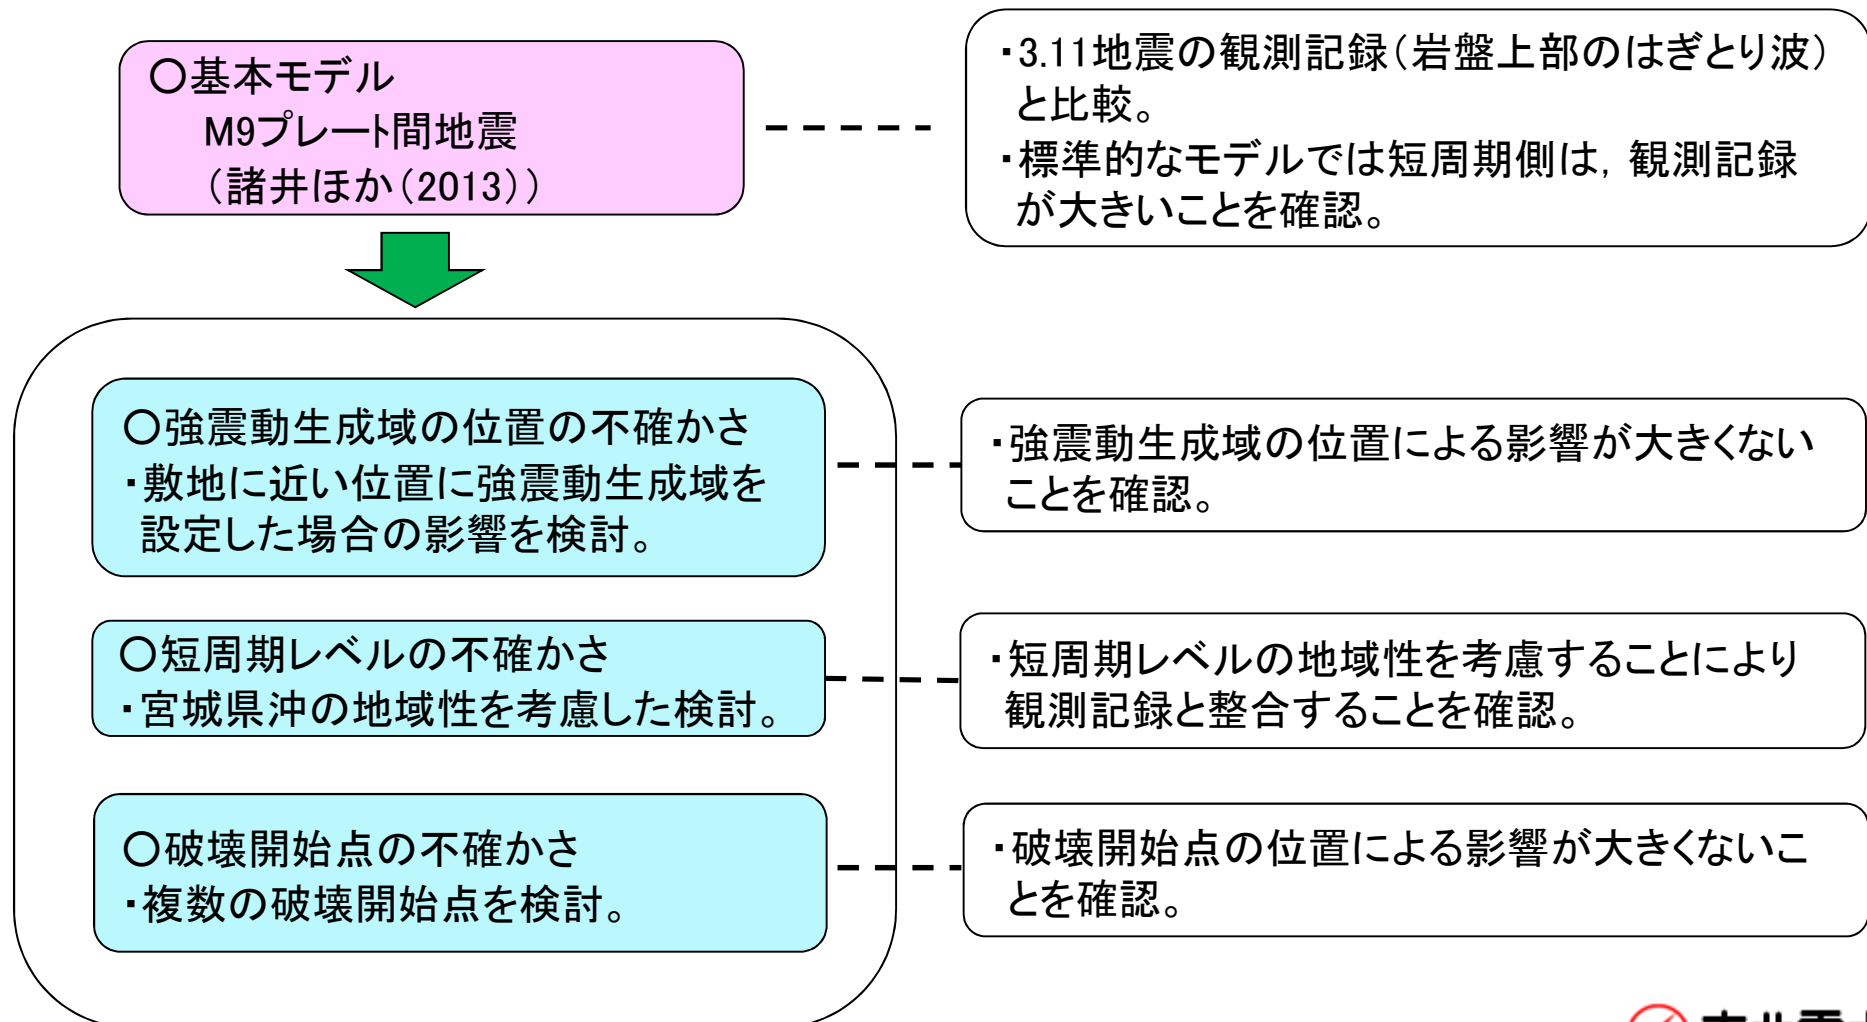 〇基本モデル
M9プレート間地震
（諸井ほか（2013））
・3.11地震の観測記録（岩盤上部のはぎとり波）
と比較。
・標準的なモデルでは短周期側は，観測記録
が大きいことを確認。
〇強震動生成域の位置の不確かさ
・敷地に近い位置に強震動生成域を
設定した場合の影響を検討。
・強震動生成域の位置による影響が大きくない
ことを確認。
〇短周期レベルの不確かさ
・宮城県沖の地域性を考慮した検討。
・短周期レベルの地域性を考慮することにより
観測記録と整合することを確認。
〇破壊開始点の不確かさ
・複数の破壊開始点を検討。
・破壊開始点の位置による影響が大きくないこ
とを確認。